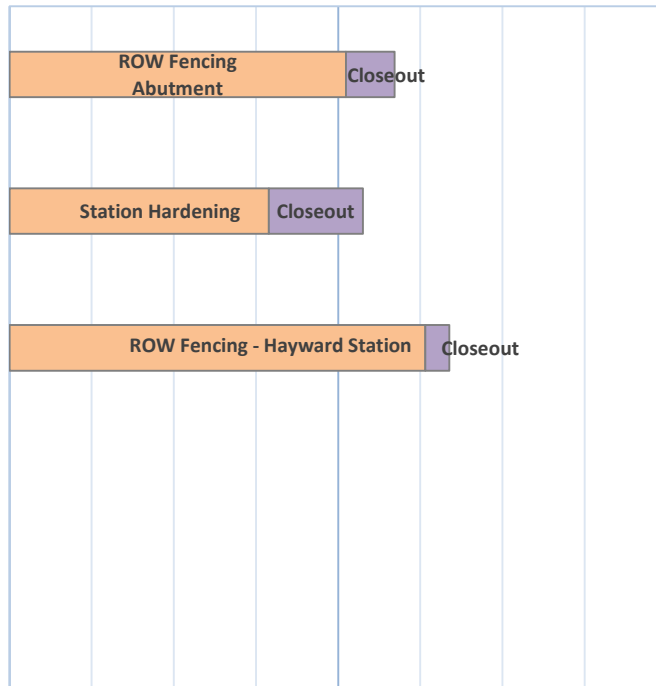 ROW Fencing
Abutment
Closeout
Station Hardening
Closeout
ROW Fencing - Hayward Station
Closeout